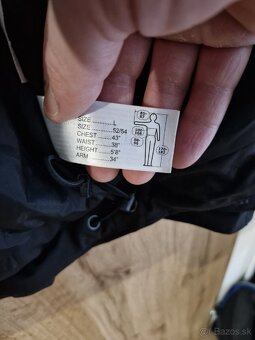 SIZE ............ L
SIZE ............ 52/54
CHEST ............ 43"
WAIST ............ 38"
HEIGHT ............ 5'8"
ARM ............ 34"
Bazos.sk